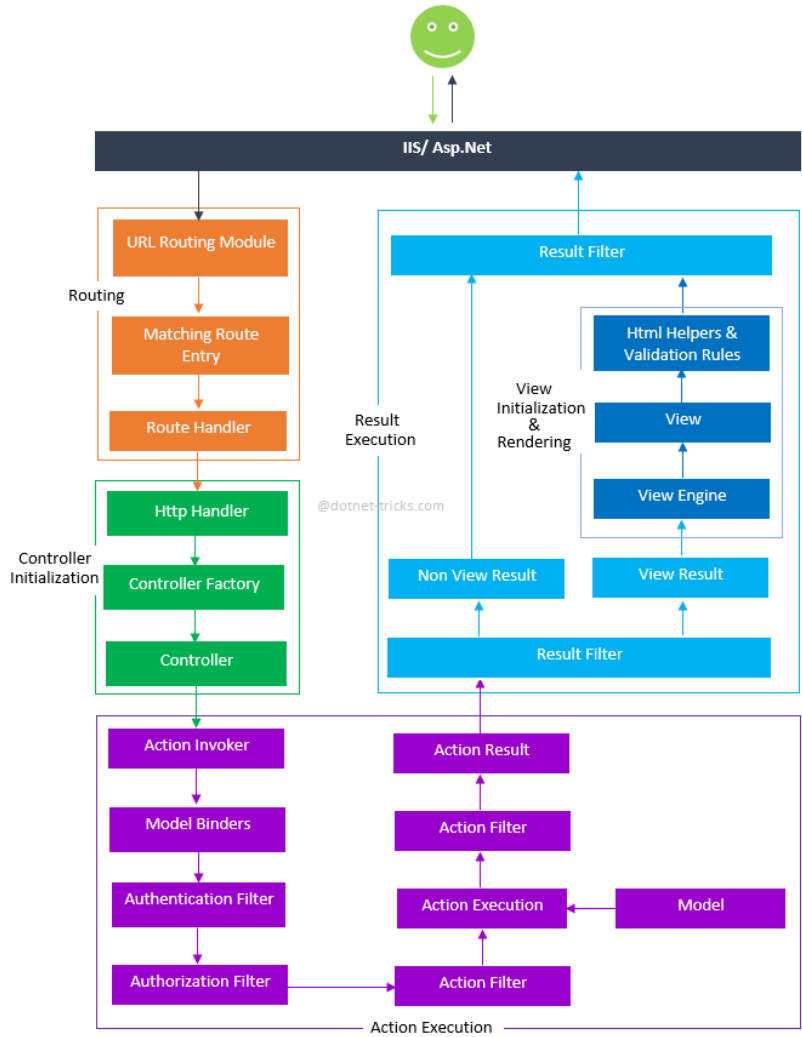 IIS/ Asp.Net
URL Routing Module
Routing
Matching Route
Entry
Route Handler
Http Handler
Controller
Initialization
Controller Factory
Controller
Action Invoker
Model Binders
Authentication Filter
Authorization Filter
Action Filter
Action Execution
Model
Action Filter
Action Result
Action Execution
Result Filter
Non View Result
View Result
View Engine
View
Html Helpers &
Validation Rules
View
Initialization
&
Rendering
Result
Execution
Result Filter
@dotnet-tricks.com